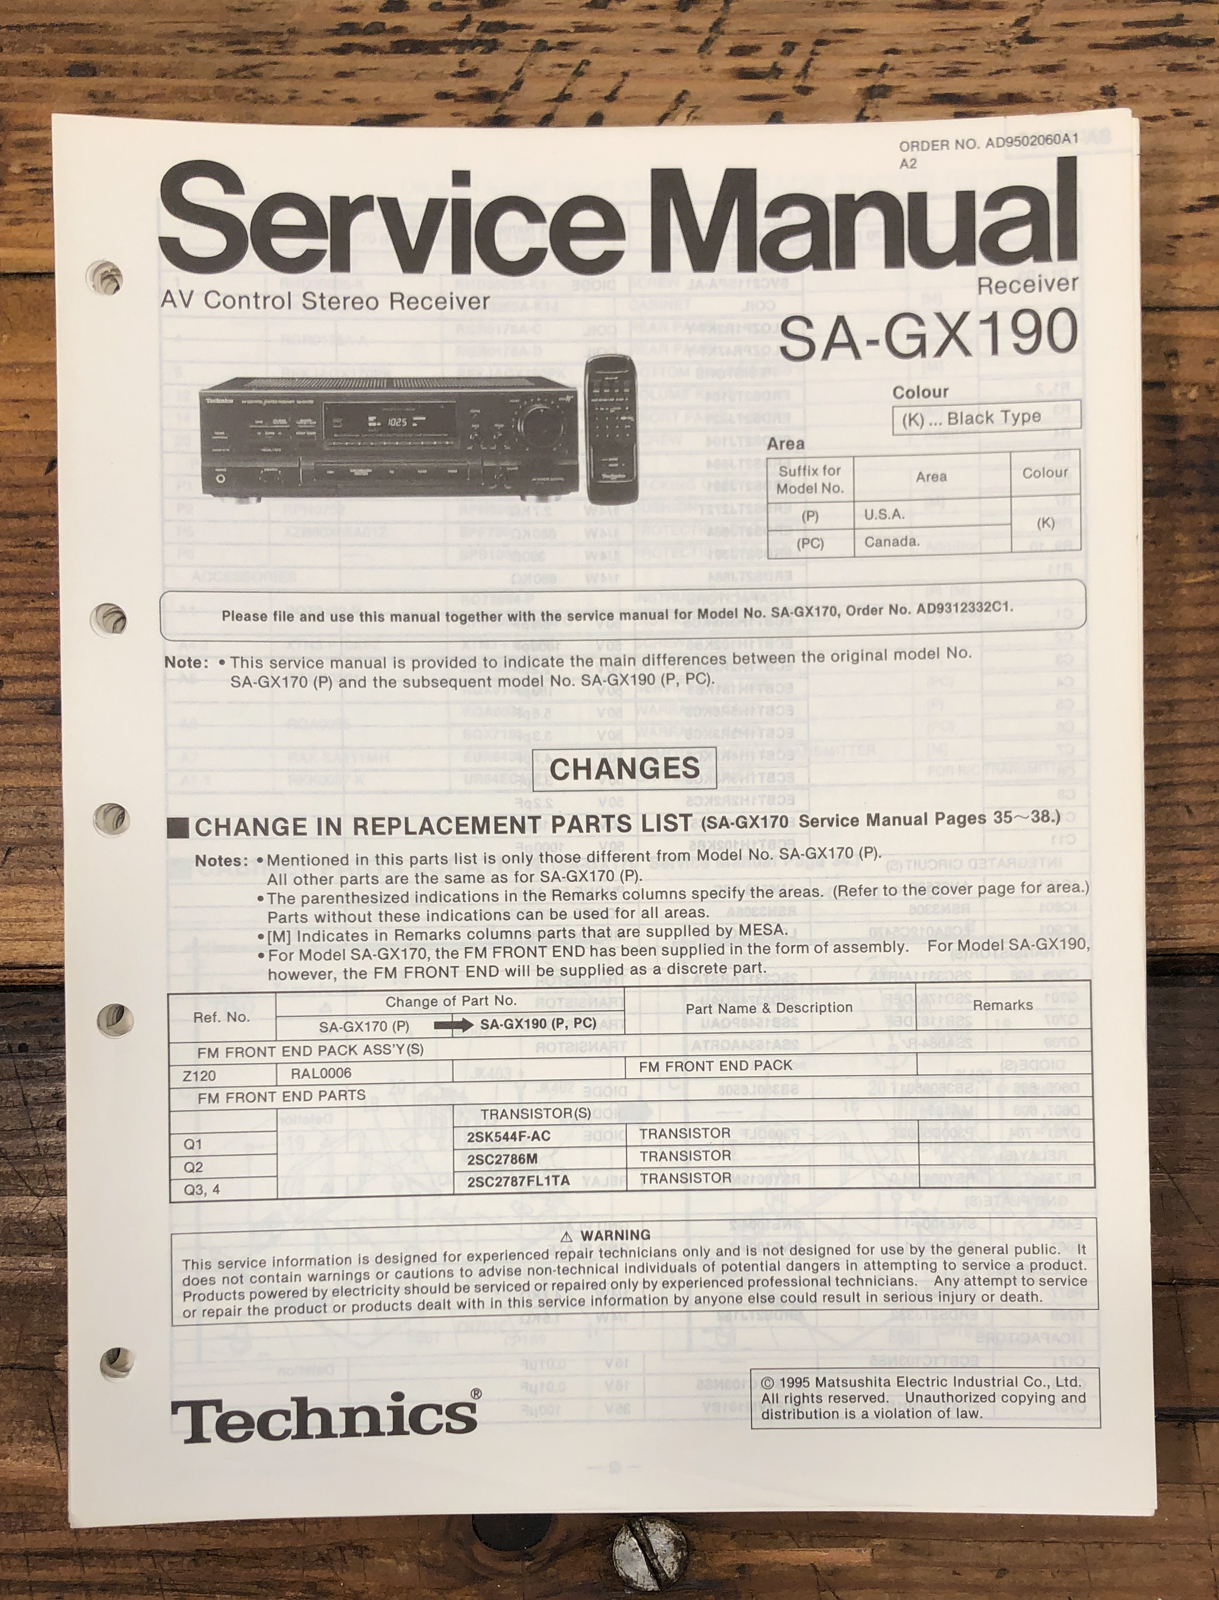 ORDER NO. AD9502060A1
A2
Service Manual
AV Control Stereo Receiver
Receiver
SA-GX190
Technics
1025
Technics
Colour
(K) ... Black Type
Area
Suffix for Model No. Area Colour
(P) U.S.A. (K)
(PC) Canada.
Please file and use this manual together with the service manual for Model No. SA-GX170, Order No. AD9312332C1.
Note: • This service manual is provided to indicate the main differences between the original model No.
SA-GX170 (P) and the subsequent model No. SA-GX190 (P, PC).
CHANGES
■ CHANGE IN REPLACEMENT PARTS LIST (SA-GX170 Service Manual Pages 35~38.)
Notes: • Mentioned in this parts list is only those different from Model No. SA-GX170 (P).
All other parts are the same as for SA-GX170 (P).
• The parenthesized indications in the Remarks columns specify the areas. (Refer to the cover page for area.)
Parts without these indications can be used for all areas.
• [M] Indicates in Remarks columns parts that are supplied by MESA.
• For Model SA-GX170, the FM FRONT END has been supplied in the form of assembly. For Model SA-GX190,
however, the FM FRONT END will be supplied as a discrete part.
Ref. No. Change of Part No. Part Name & Description Remarks
SA-GX170 (P) ➡ SA-GX190 (P, PC)
FM FRONT END PACK ASS'Y(S)
Z120 RAL0006 FM FRONT END PACK
FM FRONT END PARTS
TRANSISTOR(S)
Q1 2SK544F-AC TRANSISTOR
Q2 2SC2786M TRANSISTOR
Q3, 4 2SC2787FL1TA TRANSISTOR
⚠ WARNING
This service information is designed for experienced repair technicians only and is not designed for use by the general public. It
does not contain warnings or cautions to advise non-technical individuals of potential dangers in attempting to service a product.
Products powered by electricity should be serviced or repaired only by experienced professional technicians. Any attempt to service
or repair the product or products dealt with in this service information by anyone else could result in serious injury or death.
Technics®
© 1995 Matsushita Electric Industrial Co., Ltd.
All rights reserved. Unauthorized copying and
distribution is a violation of law.